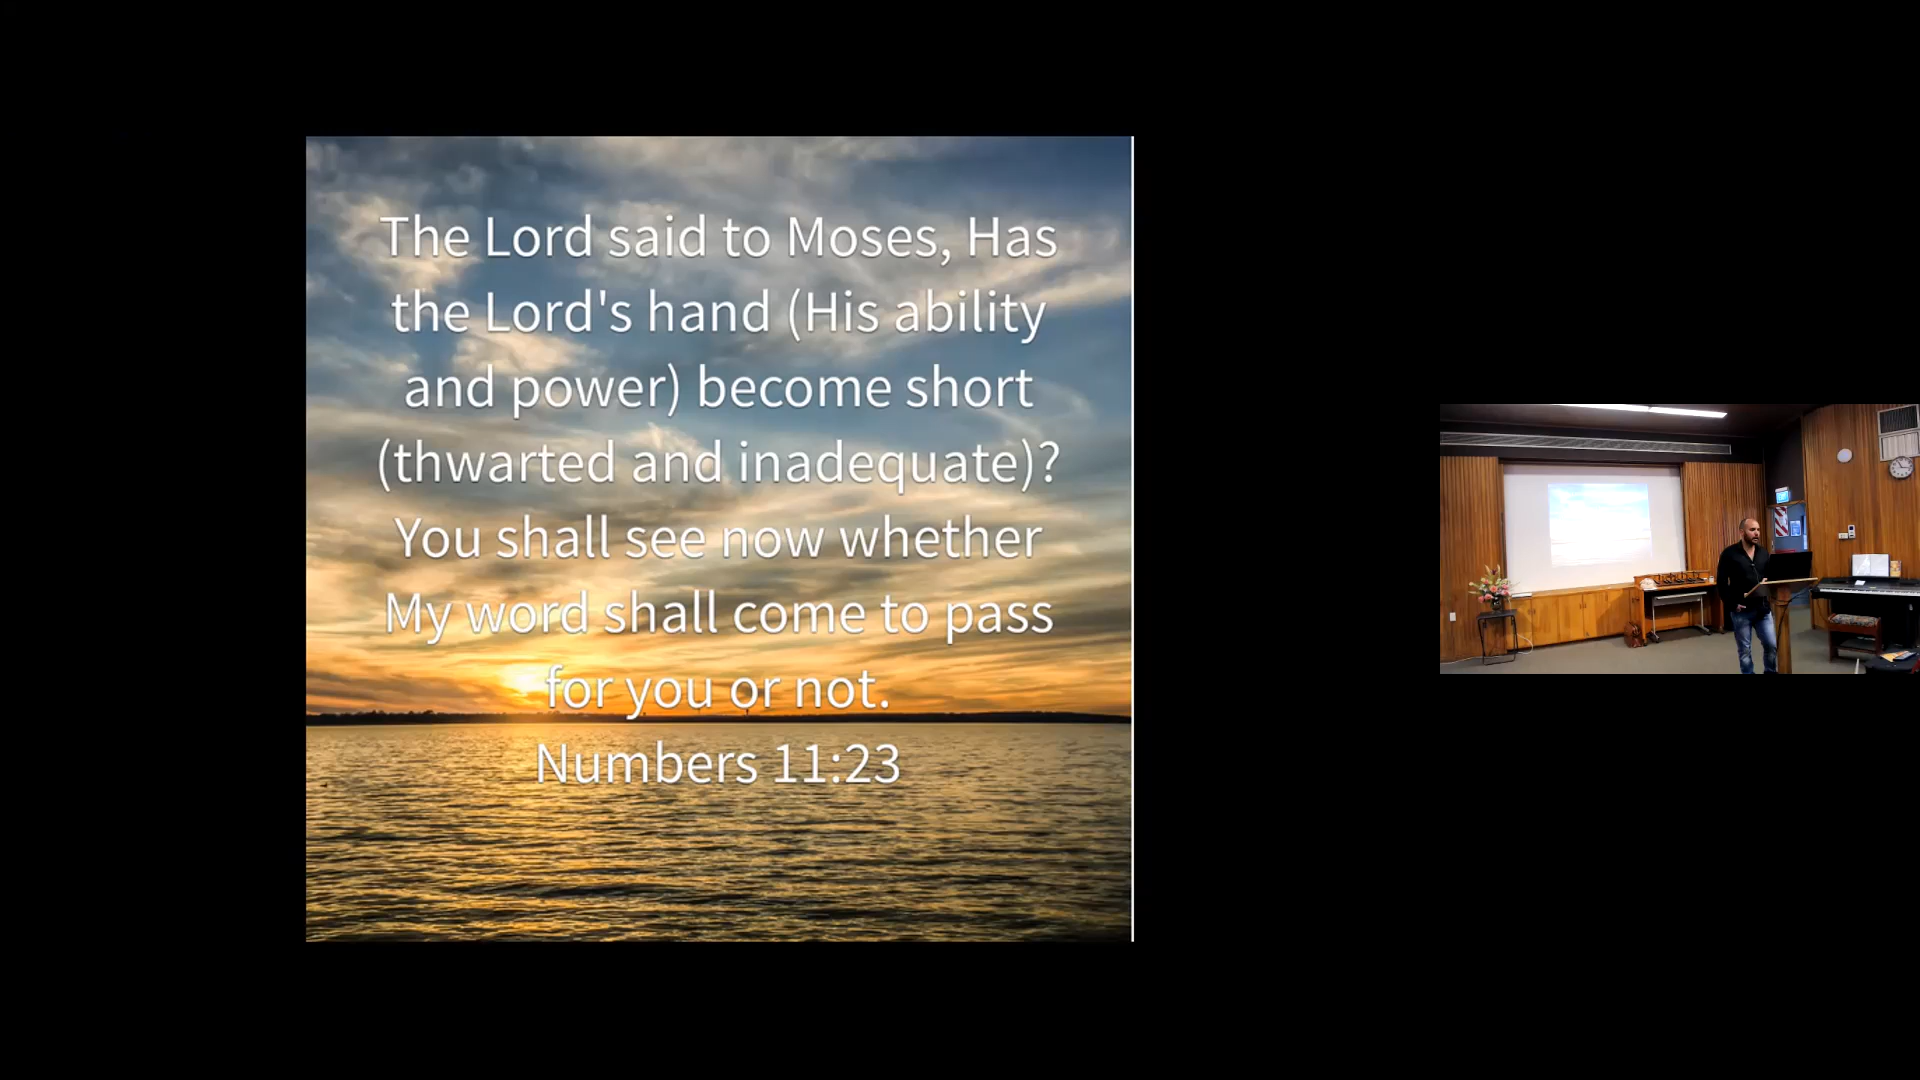 The Lord said to Moses, Has
the Lord's hand (His ability
and power) become short
(thwarted and inadequate)?
You shall see now whether
My word shall come to pass
for you or not.
Numbers 11:23